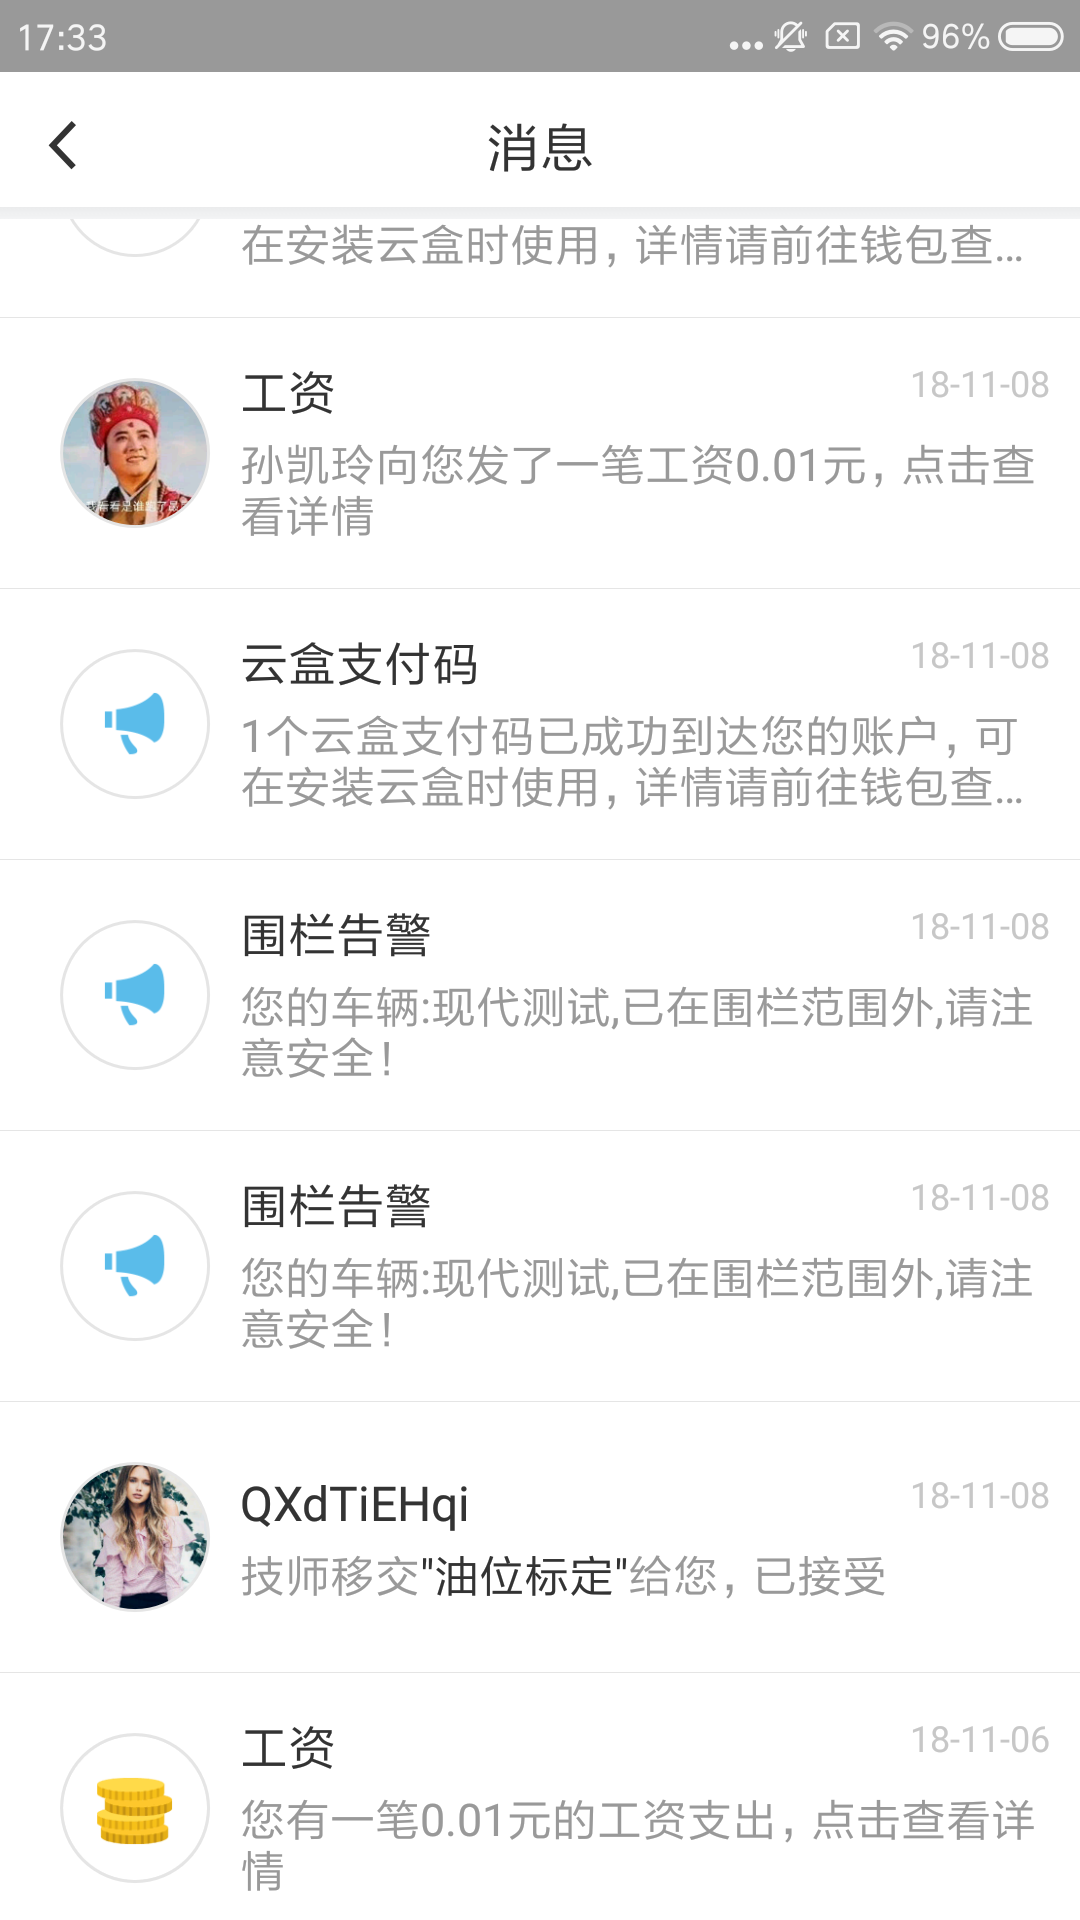 17:33
96%
消息
在安装云盒时使用，详情请前往钱包查...
工资
18-11-08
孙凯玲向您发了一笔工资0.01元，点击查
看详情
云盒支付码
18-11-08
1个云盒支付码已成功到达您的账户，可
在安装云盒时使用，详情请前往钱包查...
围栏告警
18-11-08
您的车辆:现代测试,已在围栏范围外,请注
意安全！
围栏告警
18-11-08
您的车辆:现代测试,已在围栏范围外,请注
意安全！
QXdTiEHqi
18-11-08
技师移交"油位标定"给您，已接受
工资
18-11-06
您有一笔0.01元的工资支出，点击查看详
情